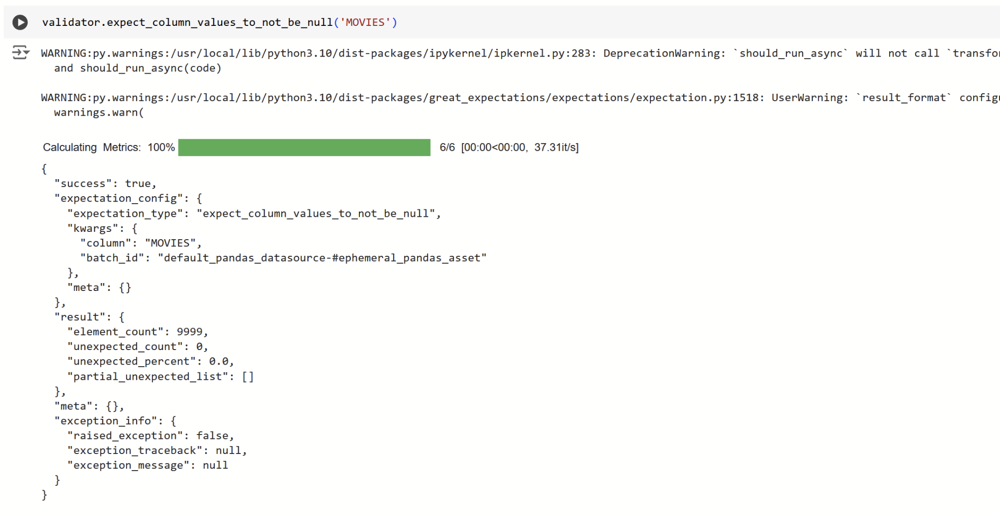 validator.expect_column_values_to_not_be_null('MOVIES')
WARNING:py.warnings:/usr/local/lib/python3.10/dist-packages/ipykernel/ipkernel.py:283: DeprecationWarning: `should_run_async` will not call `transfor
  and should_run_async(code)
WARNING:py.warnings:/usr/local/lib/python3.10/dist-packages/great_expectations/expectations/expectation.py:1518: UserWarning: `result_format` configu
  warnings.warn(
Calculating Metrics: 100% 6/6 [00:00<00:00, 37.31it/s]
{
  "success": true,
  "expectation_config": {
    "expectation_type": "expect_column_values_to_not_be_null",
    "kwargs": {
      "column": "MOVIES",
      "batch_id": "default_pandas_datasource-#ephemeral_pandas_asset"
    },
    "meta": {}
  },
  "result": {
    "element_count": 9999,
    "unexpected_count": 0,
    "unexpected_percent": 0.0,
    "partial_unexpected_list": []
  },
  "meta": {},
  "exception_info": {
    "raised_exception": false,
    "exception_traceback": null,
    "exception_message": null
  }
}